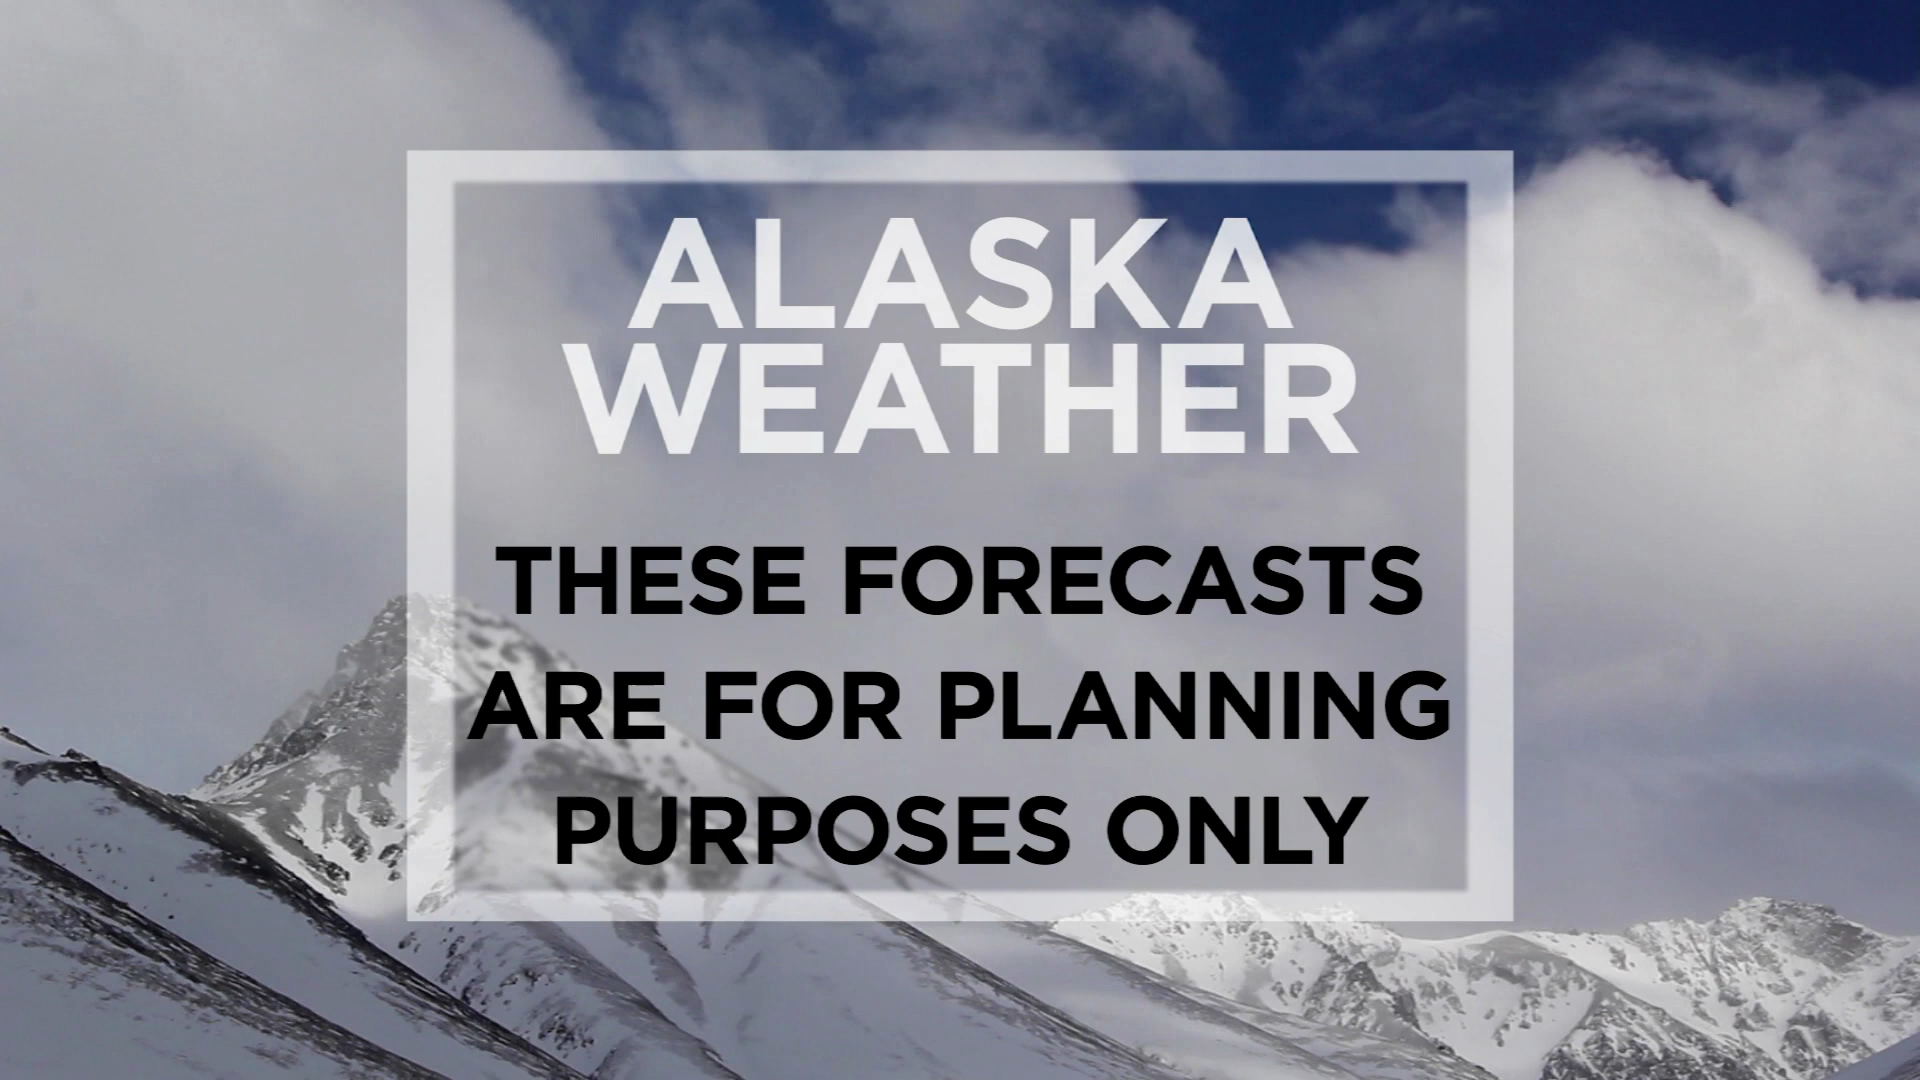 ALASKA
WEATHER
THESE FORECASTS
ARE FOR PLANNING
PURPOSES ONLY